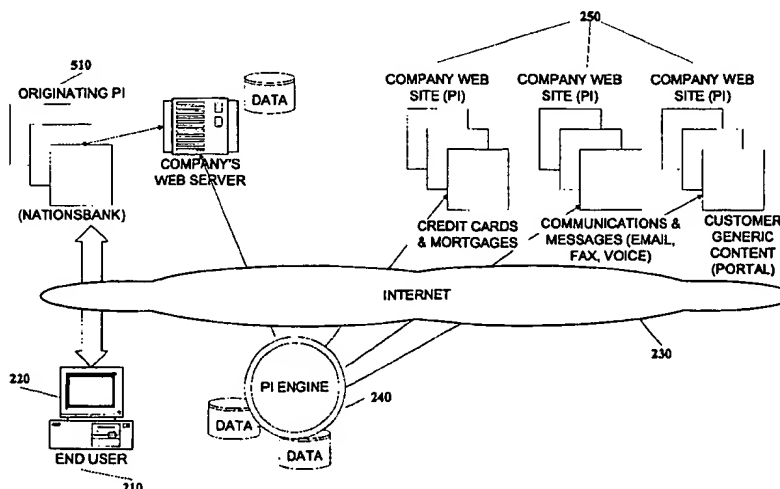 250
510
ORIGINATING PI
DATA
COMPANY'S
WEB SERVER
(NATIONSBANK)
COMPANY WEB
SITE (PI)
CREDIT CARDS
& MORTGAGES
COMPANY WEB
SITE (PI)
COMMUNICATIONS &
MESSAGES (EMAIL,
FAX, VOICE)
COMPANY WEB
SITE (PI)
CUSTOMER
GENERIC
CONTENT
(PORTAL)
INTERNET
230
220
END USER
210
PI ENGINE
240
DATA
DATA